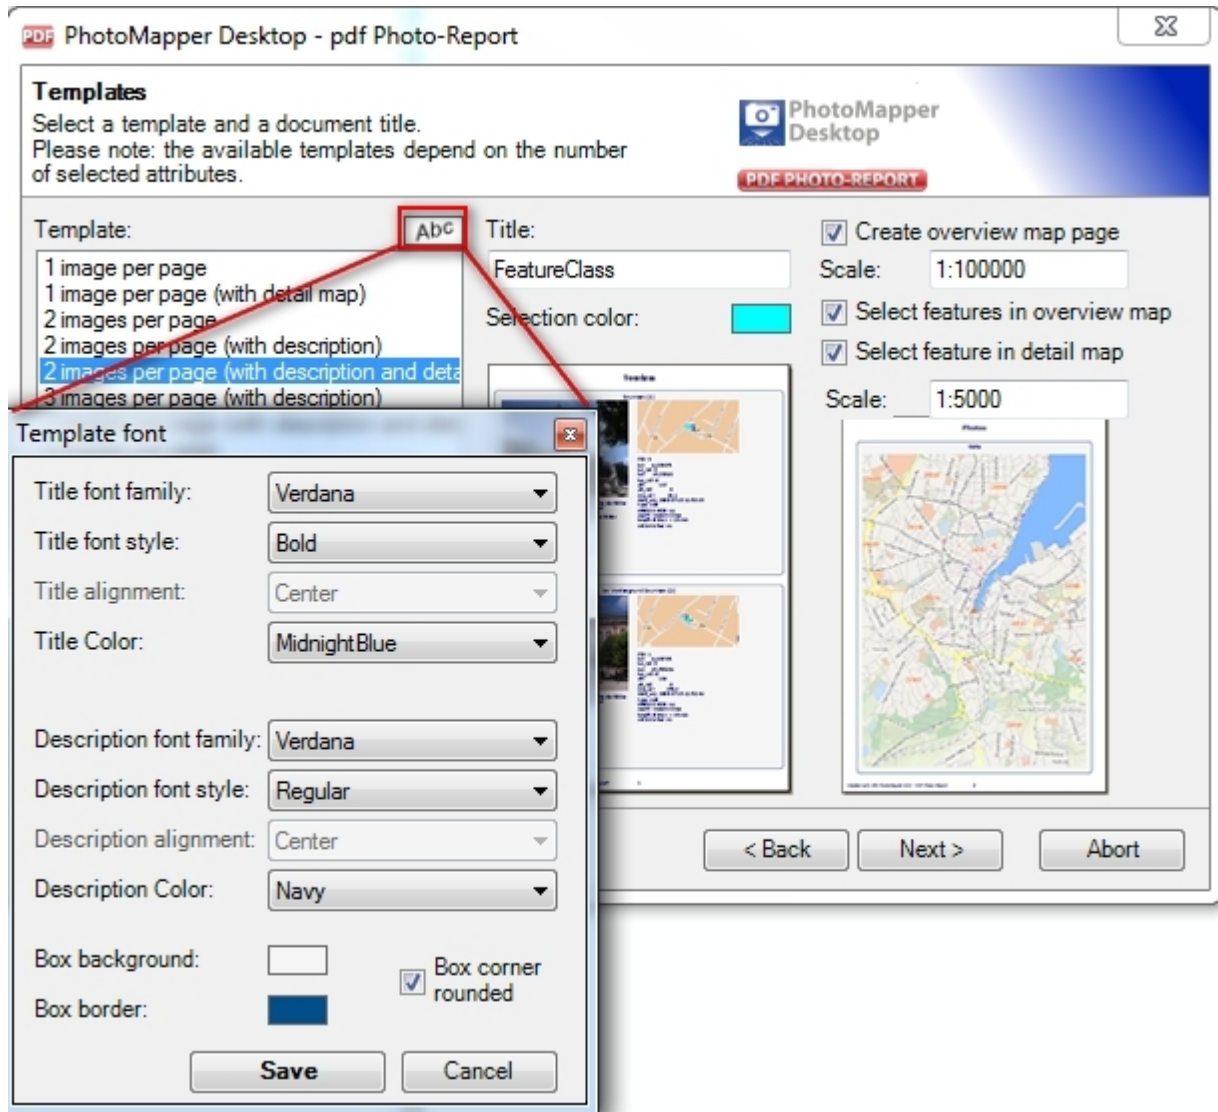 PDF PhotoMapper Desktop - pdf Photo-Report
Templates
Select a template and a document title.
Please note: the available templates depend on the number
of selected attributes.
PhotoMapper
Desktop
PDF PHOTO-REPORT
Template:
Abc
1 image per page
1 image per page (with detail map)
2 images per page
2 images per page (with description)
2 images per page (with description and deta
3 images per page (with description)
Title:
FeatureClass
Selection color:
Create overview map page
Scale: 1:100000
Select features in overview map
Select feature in detail map
Scale: 1:5000
Photos
Template font
Title font family: Verdana
Title font style: Bold
Title alignment: Center
Title Color: MidnightBlue
Description font family: Verdana
Description font style: Regular
Description alignment: Center
Description Color: Navy
Box background:
Box border:
Box corner
rounded
Save
Cancel
< Back
Next >
Abort